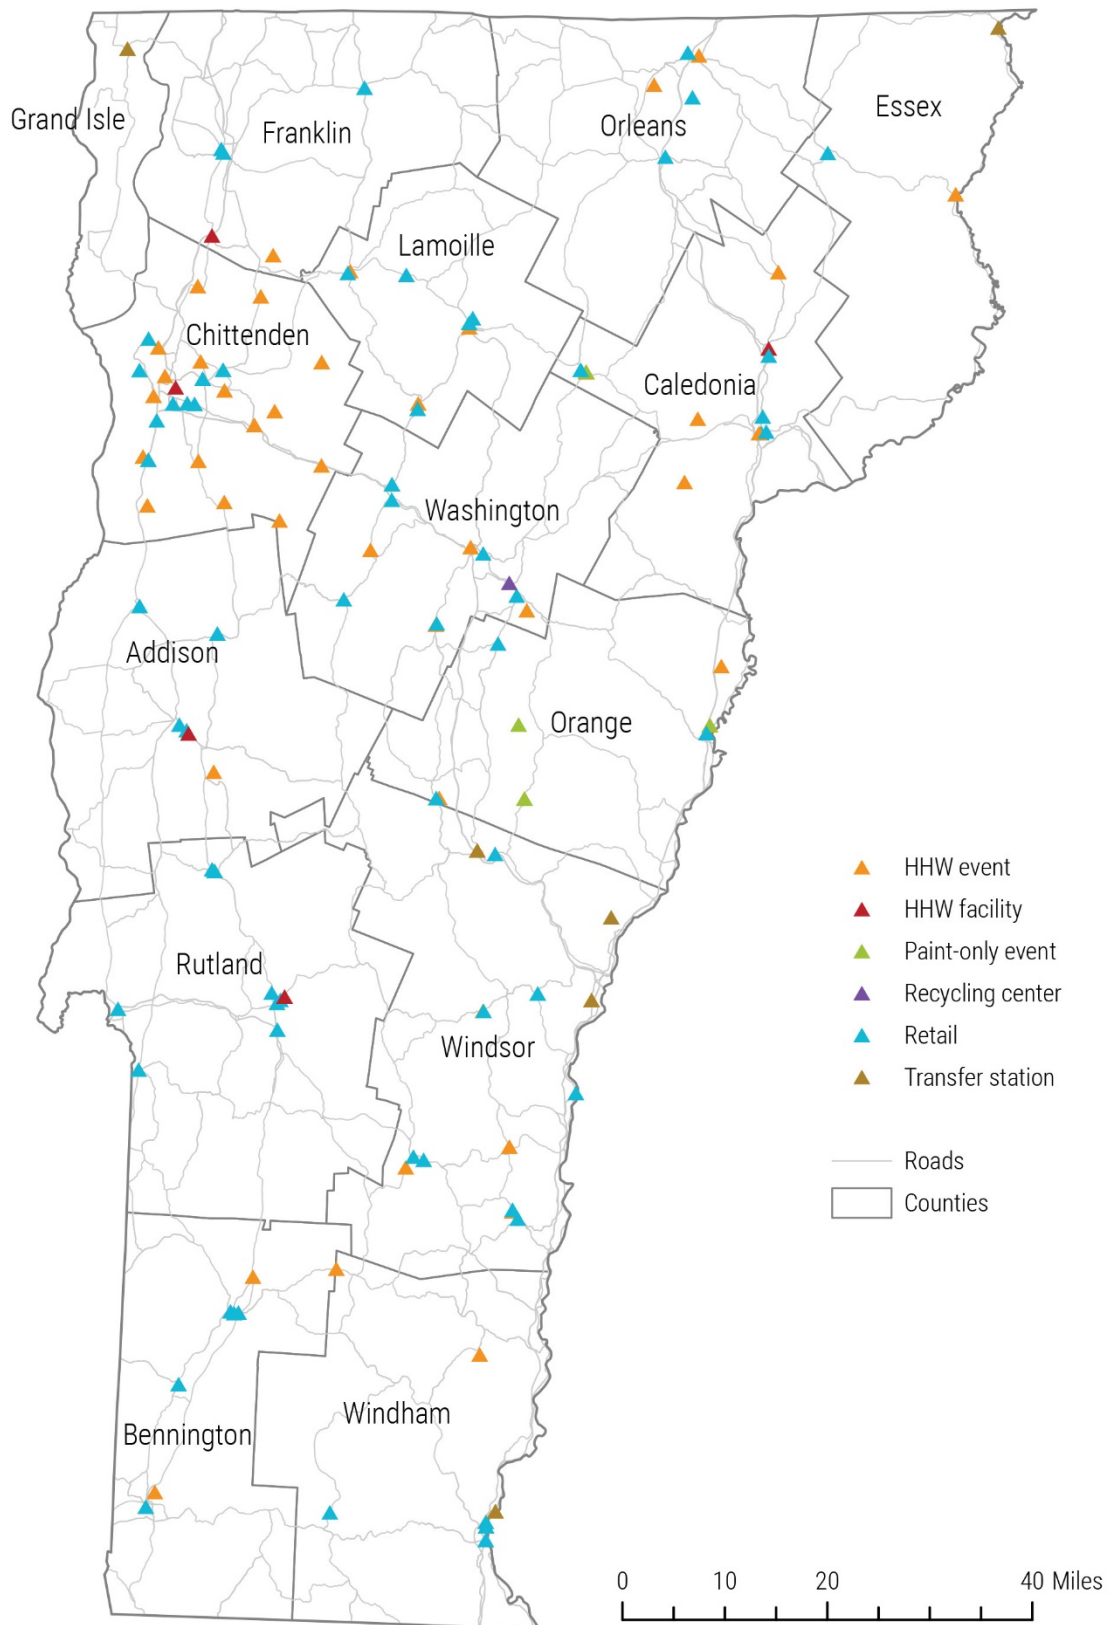 Grand Isle
Franklin
Orleans
Essex
Lamoille
Chittenden
Caledonia
Washington
Addison
Orange
HHW event
HHW facility
Paint-only event
Recycling center
Retail
Transfer station
Rutland
Windsor
Roads
Counties
Windham
Bennington
0 10 20 40 Miles